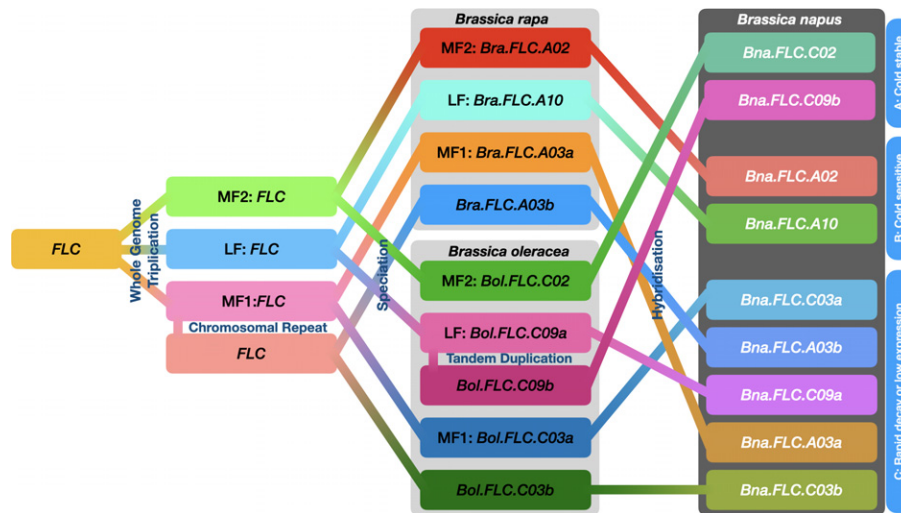 FLC
Whole Genome
Triplication
MF2: FLC
LF: FLC
MF1:FLC
Chromosomal Repeat
FLC
Speciation
Brassica rapa
MF2: Bra.FLC.A02
LF: Bra.FLC.A10
MF1: Bra.FLC.A03a
Bra.FLC.A03b
Brassica oleracea
MF2: Bol.FLC.C02
LF: Bol.FLC.C09a
Tandem Duplication
Bol.FLC.C09b
MF1: Bol.FLC.C03a
Bol.FLC.C03b
Hybridisation
Brassica napus
Bna.FLC.C02
Bna.FLC.C09b
Bna.FLC.A02
Bna.FLC.A10
Bna.FLC.C03a
Bna.FLC.A03b
Bna.FLC.C09a
Bna.FLC.A03a
Bna.FLC.C03b
A: Cold stable
B: Cold sensitive
C: Rapid decay or low expression